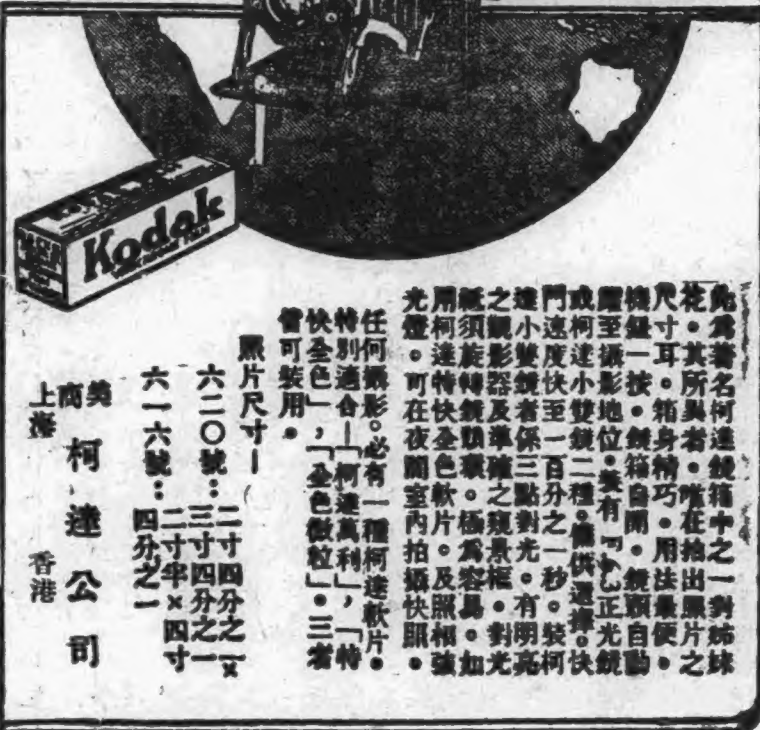 Kodak
此為著名柯達鏡箱中之一對姊妹
花。其所異者。唯在拍出照片之
尺寸耳。箱身精巧。用法簡便。
機鈕一按。鏡箱自開。鏡頭自動
至攝影地位。裝有 正光鏡
或柯達小雙鏡二種。備供選擇。快
門速度快至一百分之一秒。裝柯
達小雙鏡者係三點對光。有明亮
之觀影器及準確之窺景框。對光
祗須旋轉鏡頭環。極為容易。如
用柯達特快全色軟片。及照相強
光燈。可在夜間室內拍攝快照。
任何攝影。必有一種柯達軟片。
特別適合—「柯達萬利」,「特
快全色」,「全色微粒」。三者
皆可裝用。
照片尺寸—
六二〇號：二寸四分之一×
三寸四分之一
六一六號：二寸半×四寸
四分之一
美商 柯達公司
上海 香港